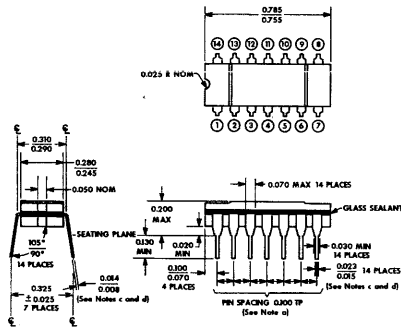 0.785
0.755
14 13 12 11 10 9 8
0.025 R NOM
1 2 3 4 5 6 7
℄ ℄
0.310
0.290
0.280
0.245
0.050 NOM
0.200
MAX
0.070 MAX 14 PLACES
GLASS SEALANT
SEATING PLANE
105°
90°
14 PLACES
0.130
MIN
0.020
MIN
0.030 MIN
14 PLACES
0.100
0.070
4 PLACES
0.023
0.015
14 PLACES
(See Notes c and d)
0.014
0.008
(See Notes c and d)
0.325
± 0.025
7 PLACES
PIN SPACING 0.100 TP
(See Note a)
℄ ℄